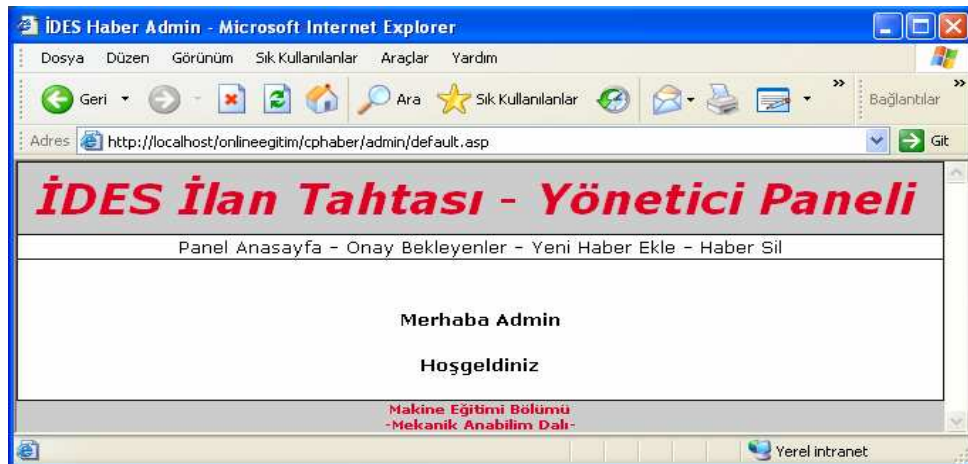 İDES Haber Admin - Microsoft Internet Explorer
Dosya Düzen Görünüm Sık Kullanılanlar Araçlar Yardım
Geri Ara Sık Kullanılanlar Bağlantılar
Adres http://localhost/onlineegitim/cphaber/admin/default.asp Git
İDES İlan Tahtası - Yönetici Paneli
Panel Anasayfa - Onay Bekleyenler - Yeni Haber Ekle - Haber Sil
Merhaba Admin
Hoşgeldiniz
Makine Eğitimi Bölümü
-Mekanik Anabilim Dalı-
Yerel intranet